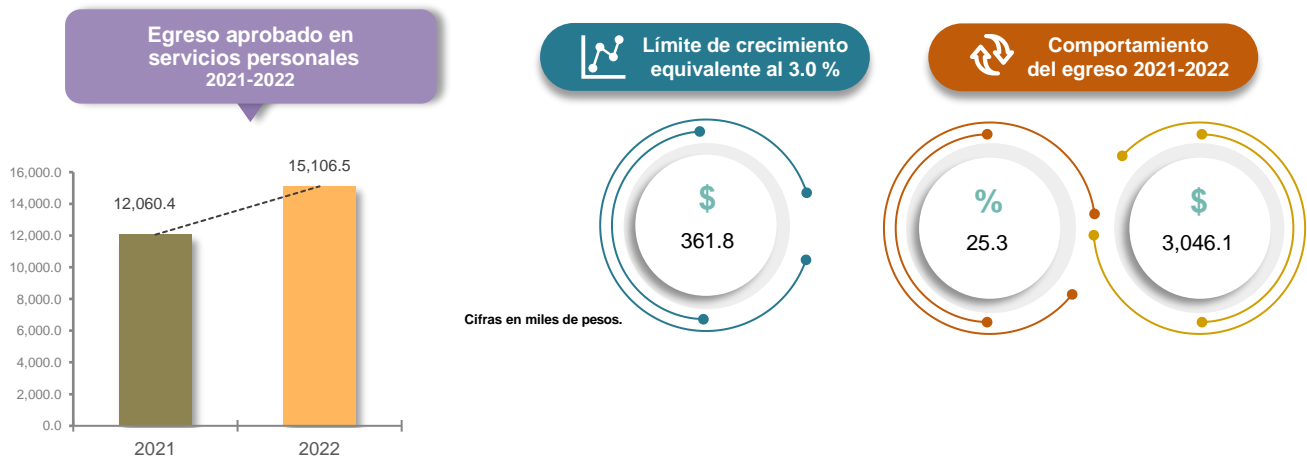 Egreso aprobado en
servicios personales
2021-2022
16,000.0
14,000.0
12,000.0
10,000.0
8,000.0
6,000.0
4,000.0
2,000.0
0.0
12,060.4
15,106.5
2021
2022
Límite de crecimiento
equivalente al 3.0 %
$
361.8
Cifras en miles de pesos.
Comportamiento
del egreso 2021-2022
%
25.3
$
3,046.1